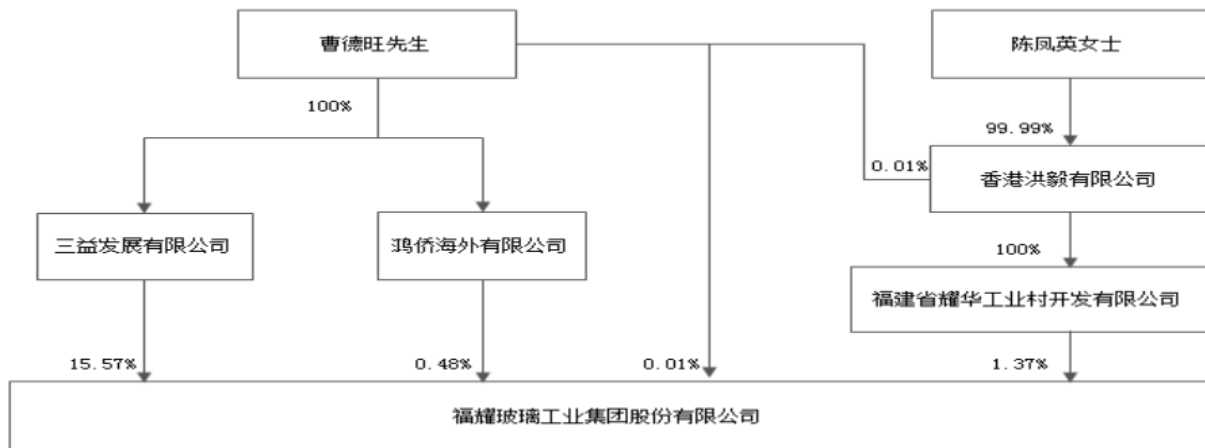 曹德旺先生
陈凤英女士
100%
99.99%
0.01%
香港洪毅有限公司
三益发展有限公司
鸿侨海外有限公司
100%
福建省耀华工业村开发有限公司
15.57%
0.48%
0.01%
1.37%
福耀玻璃工业集团股份有限公司